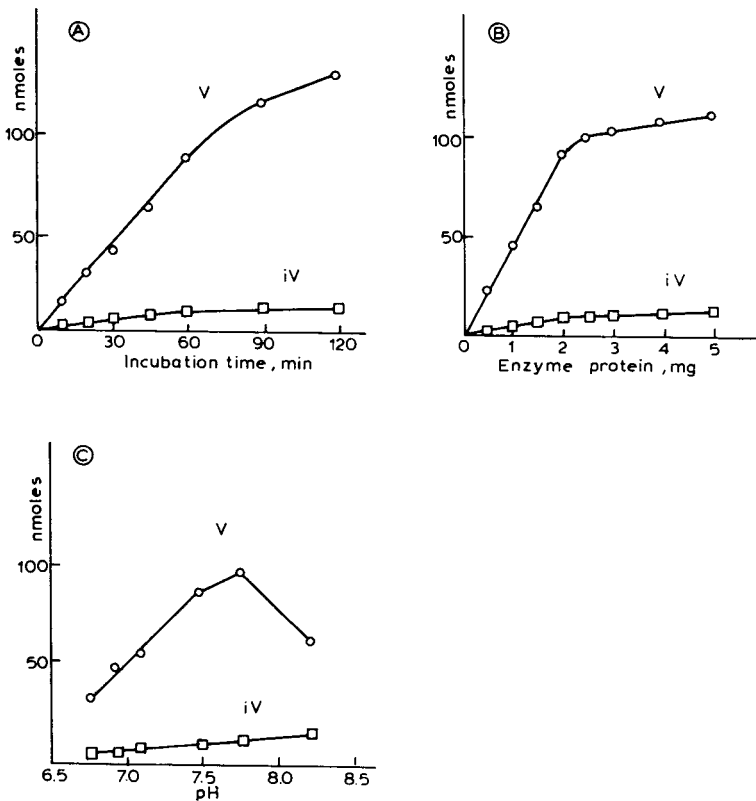 A
nmoles
100
50
V
iV
0
30
60
90
120
Incubation time, min
B
nmoles
100
50
V
iV
0
1
2
3
4
5
Enzyme protein, mg
C
nmoles
100
50
V
iV
6.5
7.0
7.5
8.0
8.5
pH